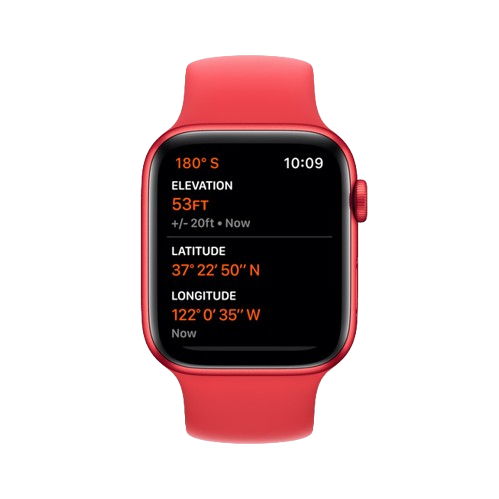 180° S 10:09
ELEVATION
53FT
+/- 20ft • Now
LATITUDE
37° 22′ 50″ N
LONGITUDE
122° 0′ 35″ W
Now